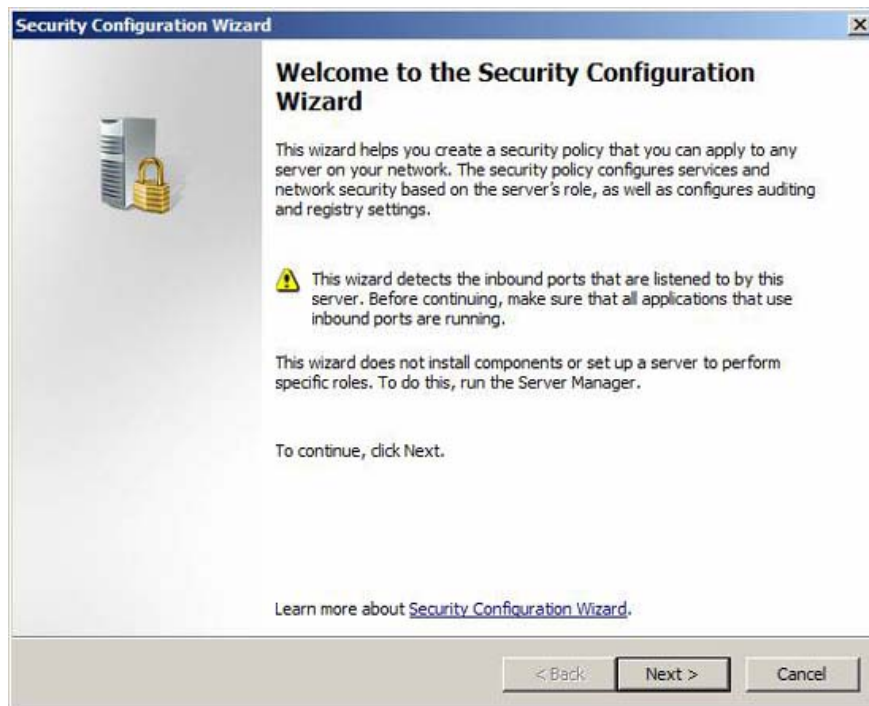 Security Configuration Wizard
Welcome to the Security Configuration
Wizard
This wizard helps you create a security policy that you can apply to any
server on your network. The security policy configures services and
network security based on the server's role, as well as configures auditing
and registry settings.
This wizard detects the inbound ports that are listened to by this
server. Before continuing, make sure that all applications that use
inbound ports are running.
This wizard does not install components or set up a server to perform
specific roles. To do this, run the Server Manager.
To continue, click Next.
Learn more about Security Configuration Wizard.
< Back Next > Cancel